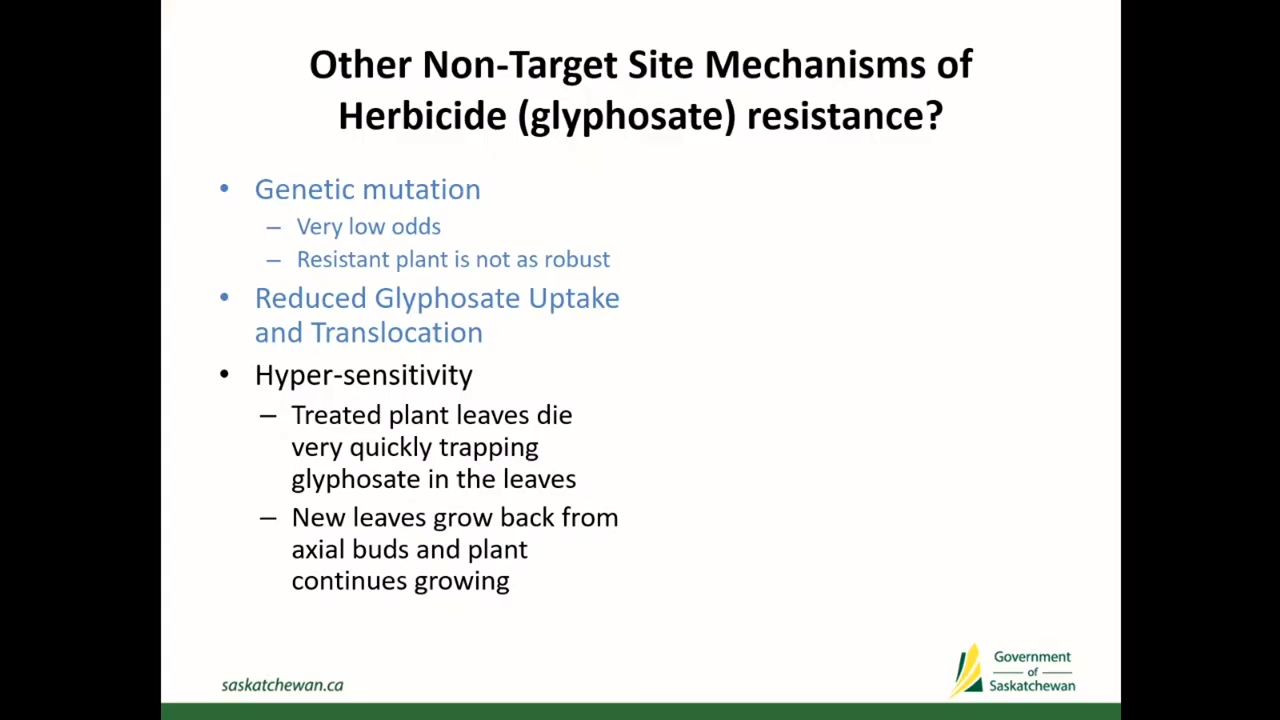 Other Non-Target Site Mechanisms of
Herbicide (glyphosate) resistance?
• Genetic mutation
– Very low odds
– Resistant plant is not as robust
• Reduced Glyphosate Uptake
and Translocation
• Hyper-sensitivity
– Treated plant leaves die
very quickly trapping
glyphosate in the leaves
– New leaves grow back from
axial buds and plant
continues growing
saskatchewan.ca
Government
of
Saskatchewan